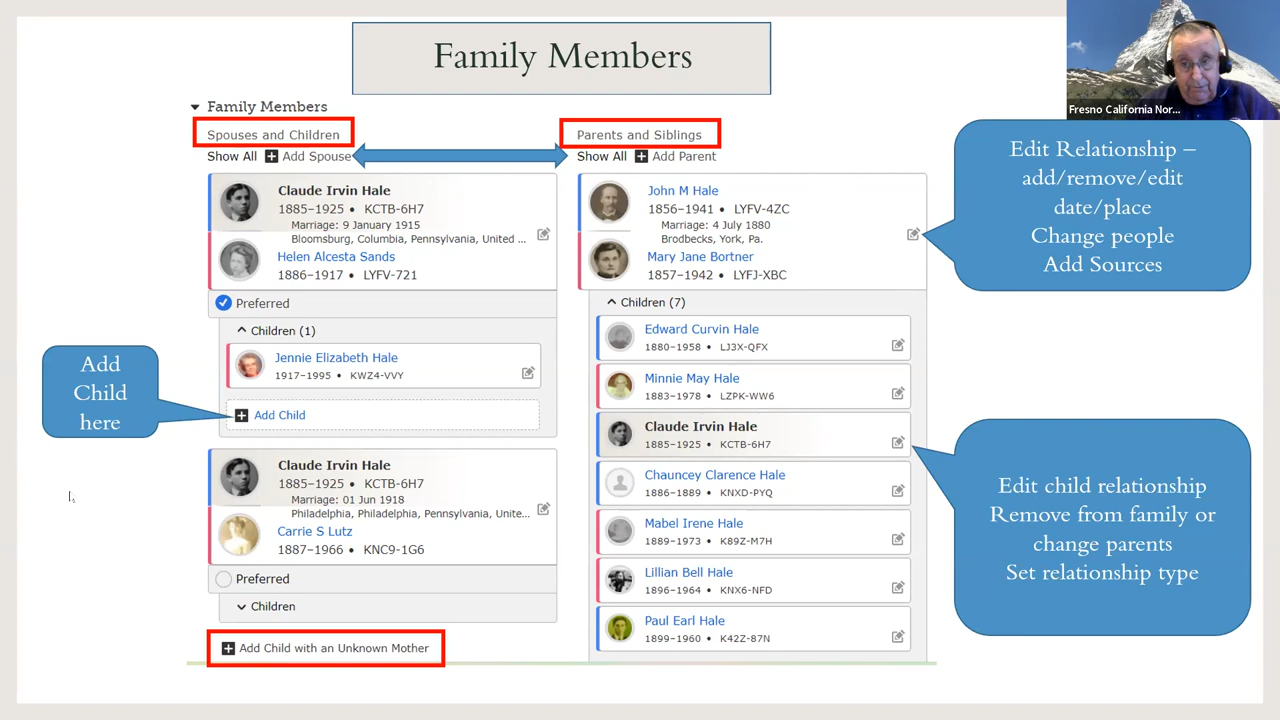 Family Members
Fresno California Nor...
Family Members
Spouses and Children
Show All Add Spouse
Claude Irvin Hale
1885–1925 • KCTB-6H7
Marriage: 9 January 1915
Bloomsburg, Columbia, Pennsylvania, United ...
Helen Alcesta Sands
1886–1917 • LYFV-721
Preferred
Children (1)
Jennie Elizabeth Hale
1917–1995 • KWZ4-VVY
Add Child
Add
Child
here
Claude Irvin Hale
1885–1925 • KCTB-6H7
Marriage: 01 Jun 1918
Philadelphia, Philadelphia, Pennsylvania, Unite...
Carrie S Lutz
1887–1966 • KNC9-1G6
Preferred
Children
Add Child with an Unknown Mother
Parents and Siblings
Show All Add Parent
John M Hale
1856–1941 • LYFV-4ZC
Marriage: 4 July 1880
Brodbecks, York, Pa.
Mary Jane Bortner
1857–1942 • LYFJ-XBC
Children (7)
Edward Curvin Hale
1880–1958 • LJ3X-QFX
Minnie May Hale
1883–1978 • LZPK-WW6
Claude Irvin Hale
1885–1925 • KCTB-6H7
Chauncey Clarence Hale
1886–1889 • KNXD-PYQ
Mabel Irene Hale
1889–1973 • K89Z-M7H
Lillian Bell Hale
1896–1964 • KNX6-NFD
Paul Earl Hale
1899–1960 • K42Z-87N
Edit Relationship –
add/remove/edit
date/place
Change people
Add Sources
Edit child relationship
Remove from family or
change parents
Set relationship type